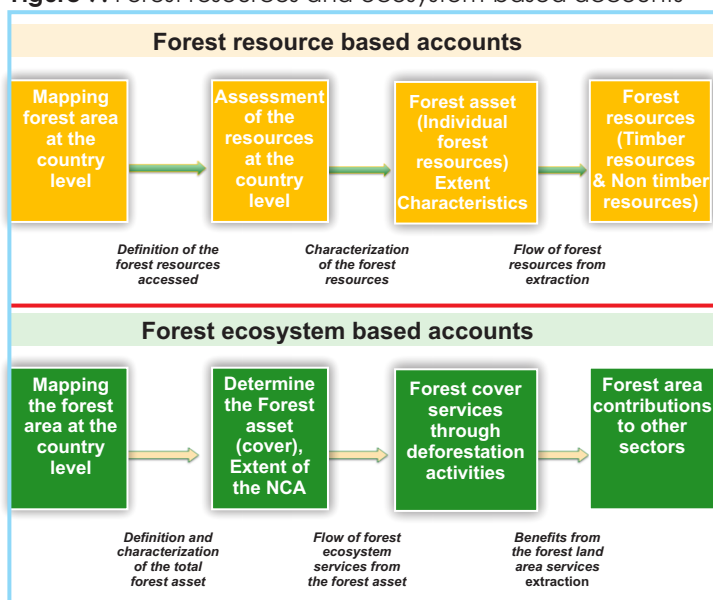 Forest resource based accounts
Mapping
forest area
at the
country
level
Assessment
of the
resources
at the
country
level
Forest asset
(Individual
forest
resources)
Extent
Characteristics
Forest
resources
(Timber
resources
& Non timber
resources)
Definition of the
forest resources
accessed
Characterization
of the forest
resources
Flow of forest
resources from
extraction
Forest ecosystem based accounts
Mapping
the forest
area at the
country
level
Determine
the Forest
asset
(cover),
Extent of
the NCA
Forest cover
services
through
deforestation
activities
Forest area
contributions
to other
sectors
Definition and
characterization
of the total
forest asset
Flow of forest
ecosystem
services from
the forest asset
Benefits from
the forest land
area services
extraction